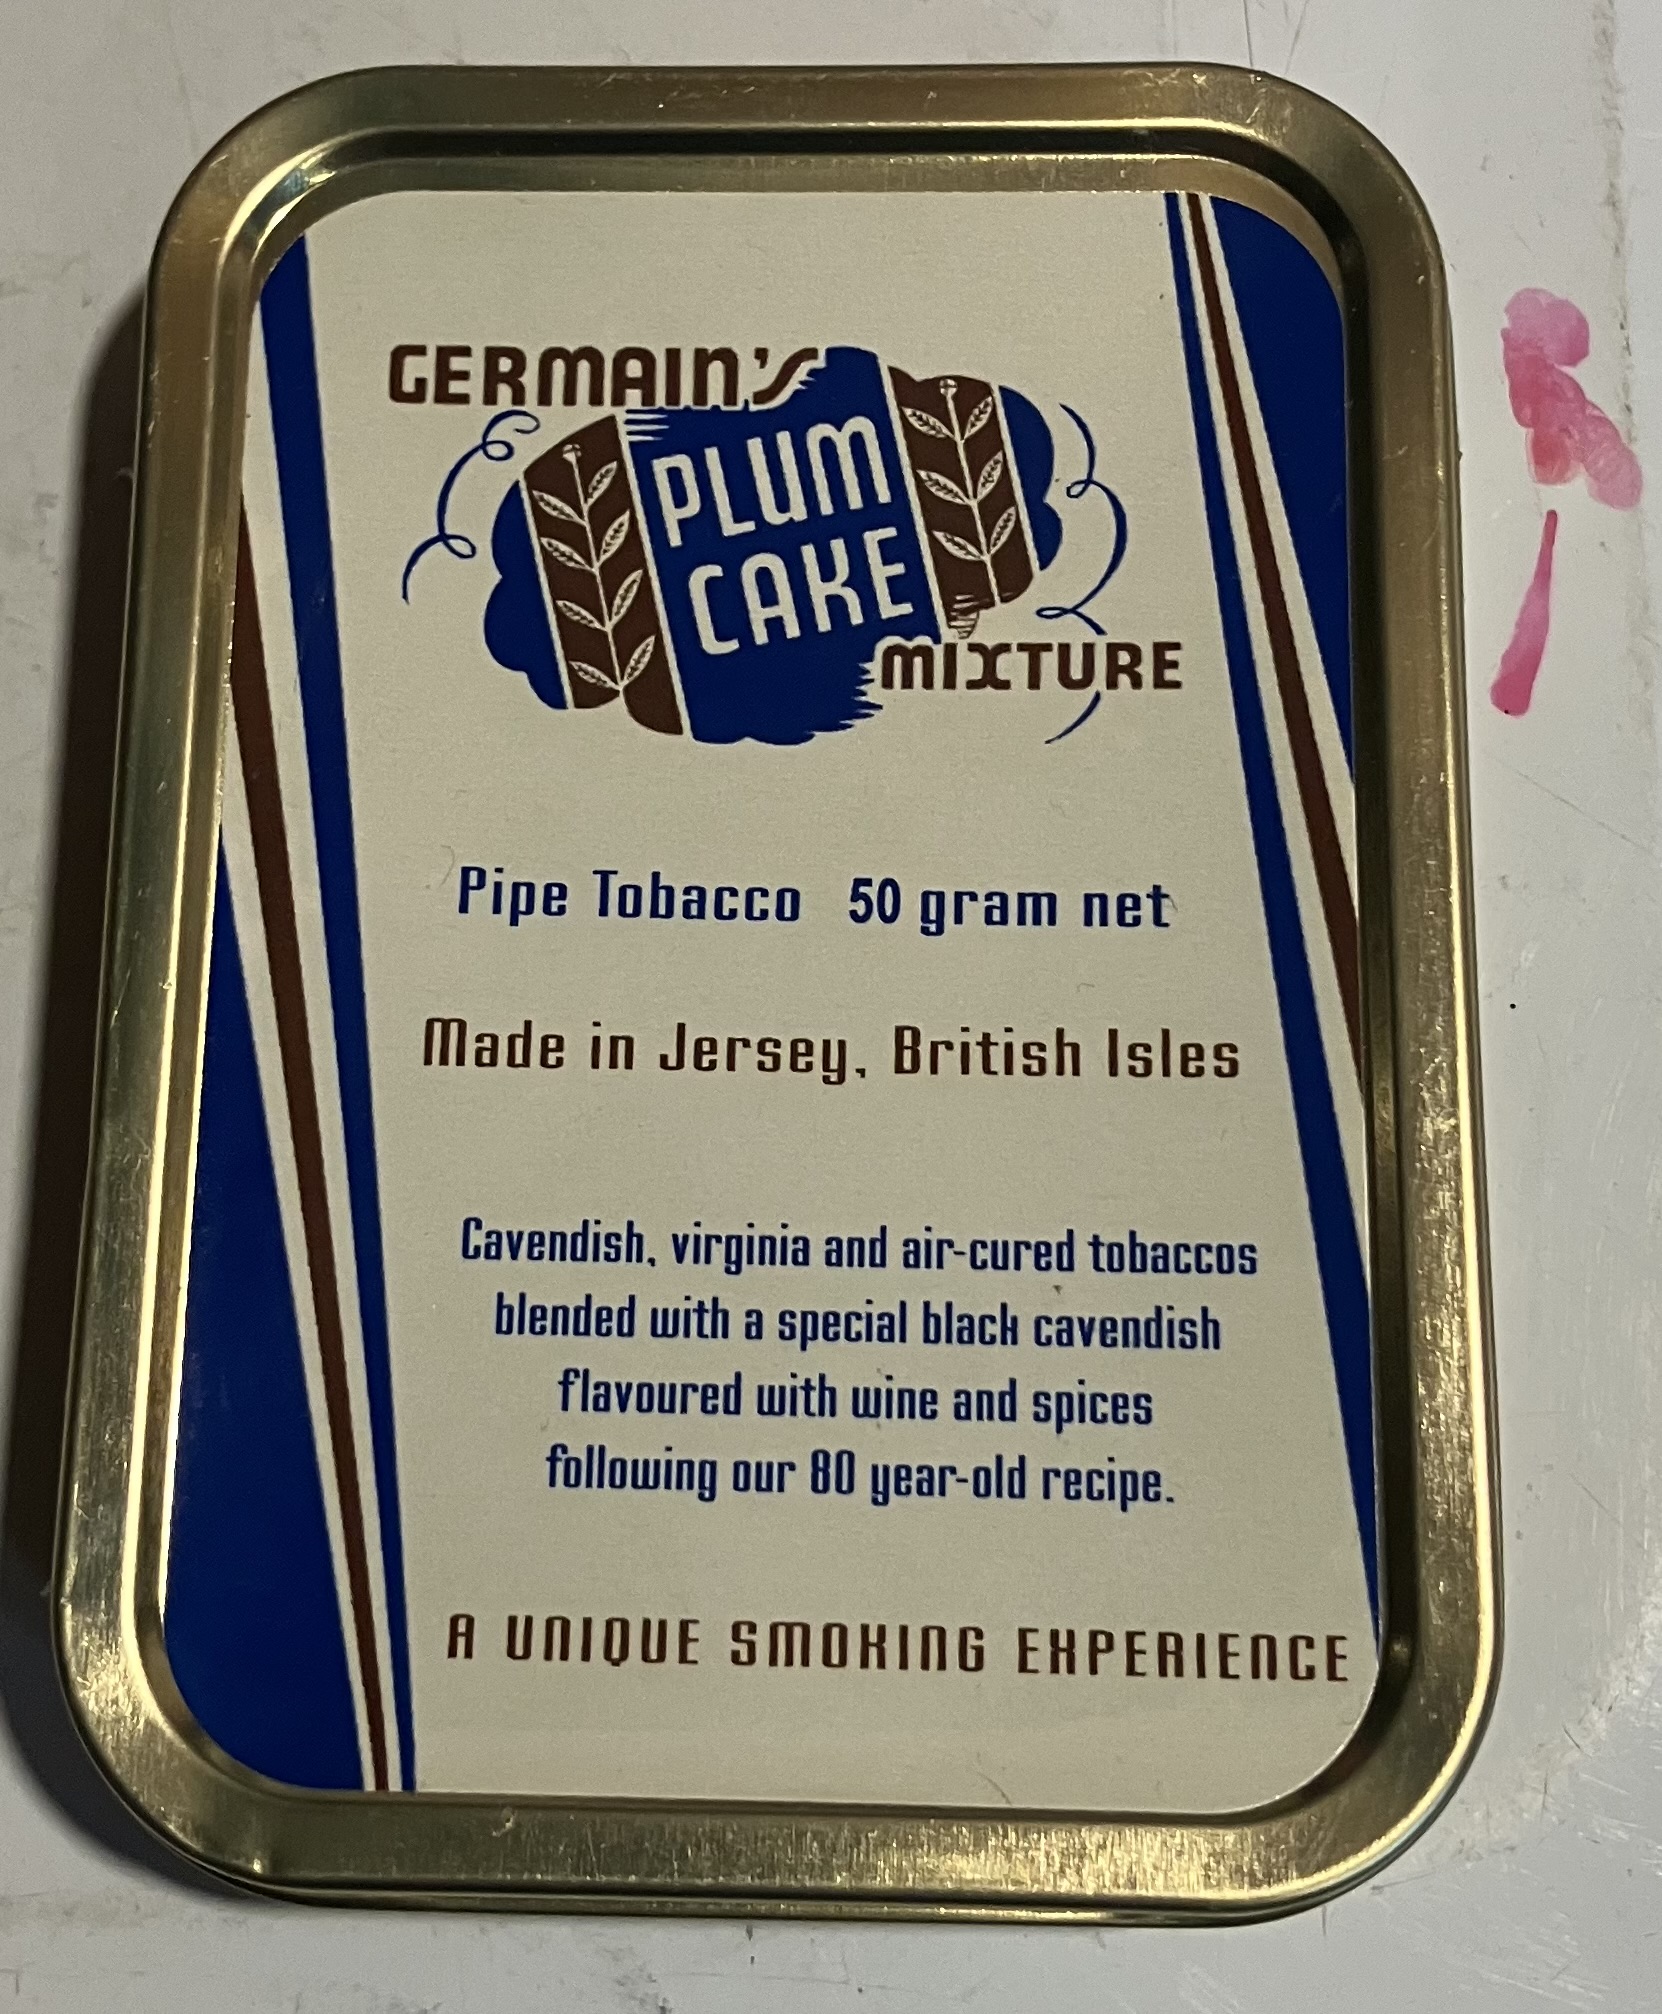 GERMAIN'S
PLUM
CAKE
MIXTURE
Pipe Tobacco 50 gram net
Made in Jersey, British Isles
Cavendish, virginia and air-cured tobaccos
blended with a special black cavendish
flavoured with wine and spices
following our 80 year-old recipe.
A UNIQUE SMOKING EXPERIENCE